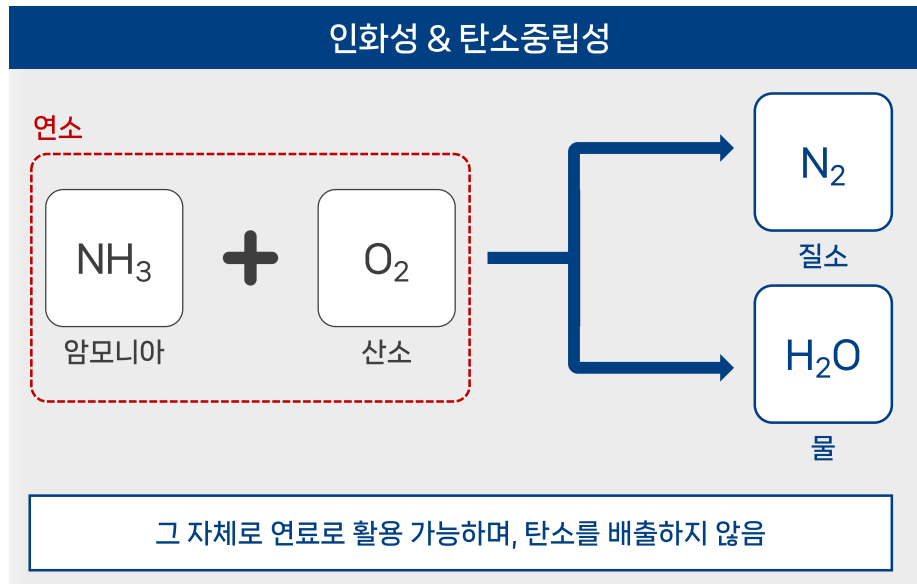 인화성 & 탄소중립성
연소
NH₃
+
O₂
암모니아
산소
N₂
질소
H₂O
물
그 자체로 연료로 활용 가능하며, 탄소를 배출하지 않음